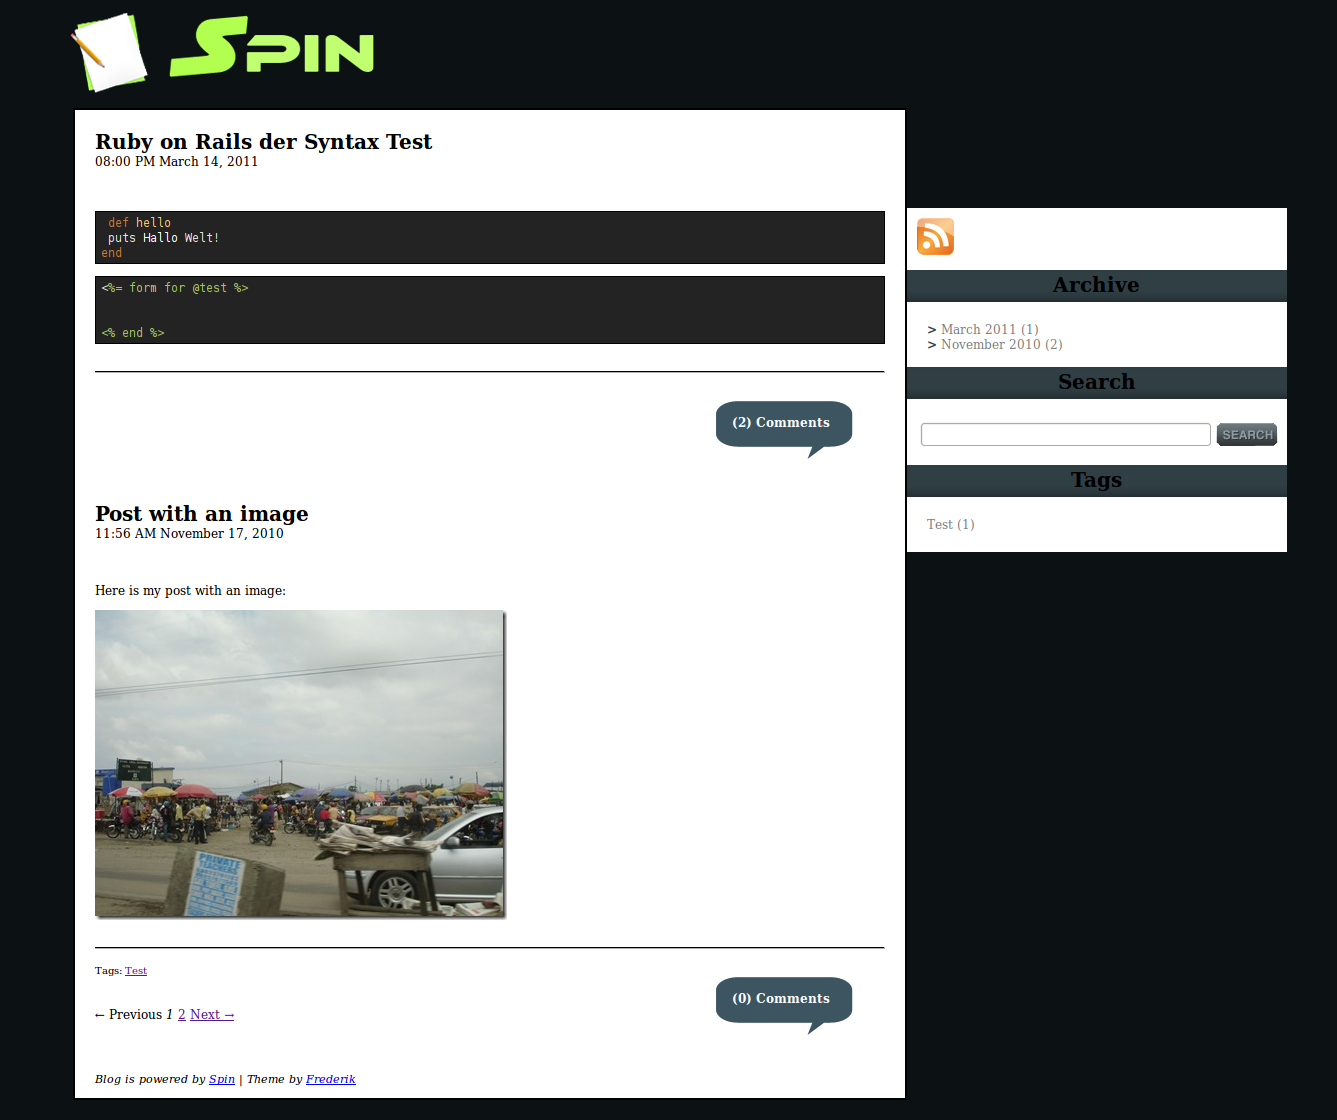 Spin
Ruby on Rails der Syntax Test
08:00 PM March 14, 2011
def hello
puts Hallo Welt!
end
<%= form for @test %>
<% end %>
(2) Comments
Post with an image
11:56 AM November 17, 2010
Here is my post with an image:
PRIVATE
TEACHERS
Tags: Test
(0) Comments
← Previous 1 2 Next →
Blog is powered by Spin | Theme by Frederik
Archive
> March 2011 (1)
> November 2010 (2)
Search
SEARCH
Tags
Test (1)